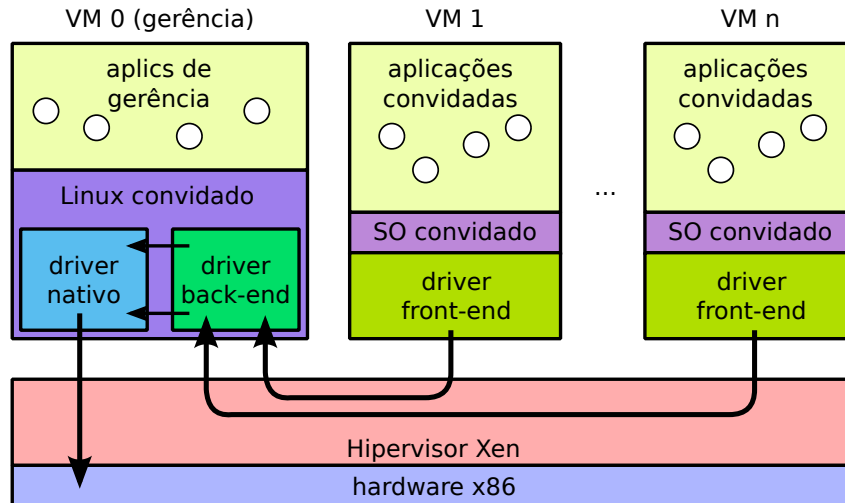 VM 0 (gerência)
VM 1
VM n
aplics de
gerência
aplicações
convidadas
aplicações
convidadas
Linux convidado
...
SO convidado
SO convidado
driver
nativo
driver
back-end
driver
front-end
driver
front-end
Hipervisor Xen
hardware x86